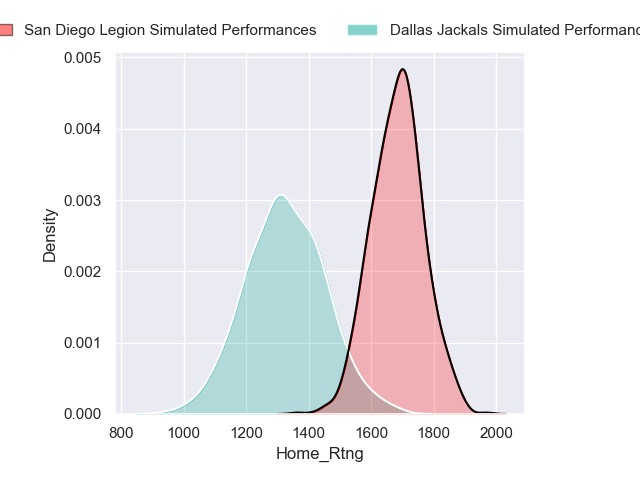 San Diego Legion Simulated Performances
Dallas Jackals Simulated Performanc
0.005
0.004
0.003
0.002
0.001
0.000
Density
800 1000 1200 1400 1600 1800 2000
Home_Rtng